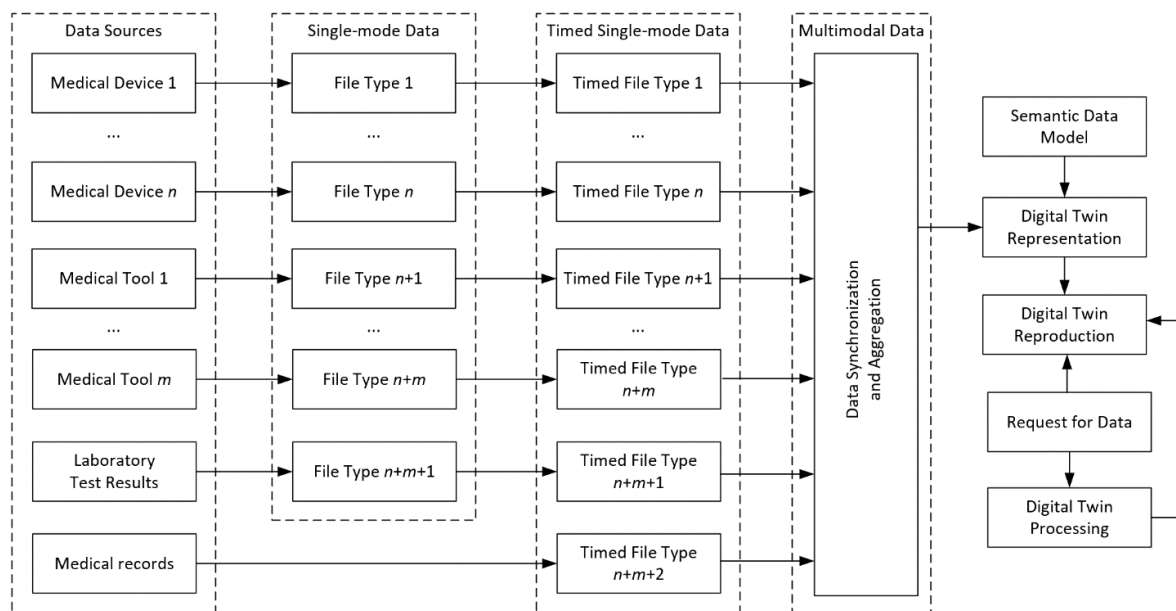 Data Sources
Single-mode Data
Timed Single-mode Data
Multimodal Data
Medical Device 1
File Type 1
Timed File Type 1
...
...
...
Medical Device n
File Type n
Timed File Type n
Medical Tool 1
File Type n+1
Timed File Type n+1
...
...
...
Medical Tool m
File Type n+m
Timed File Type
n+m
Laboratory
Test Results
File Type n+m+1
Timed File Type
n+m+1
Medical records
Timed File Type
n+m+2
Data Synchronization
and Aggregation
Semantic Data
Model
Digital Twin
Representation
Digital Twin
Reproduction
Request for Data
Digital Twin
Processing